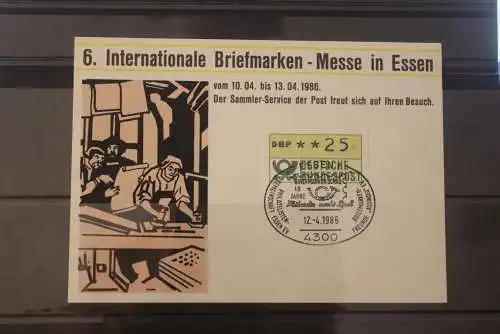 6. Internationale Briefmarken - Messe in Essen
vom 10. 04. bis 13. 04. 1986.
Der Sammler-Service der Post freut sich auf Ihren Besuch.
DBP * * 25
DEUTSCHE
BUNDESPOST
JAHRE
12.-4.1986
4300